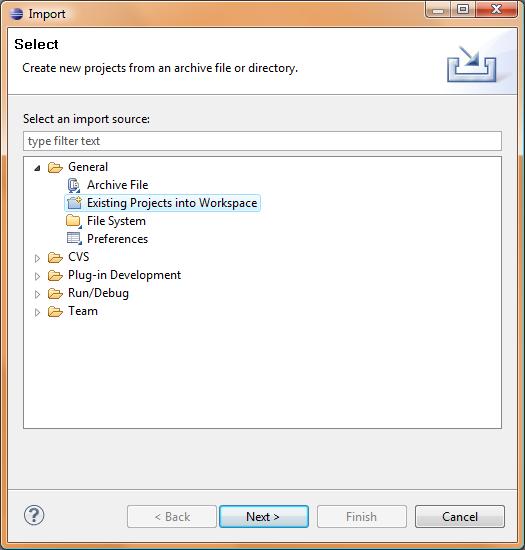 Import
Select
Create new projects from an archive file or directory.
Select an import source:
type filter text
General
Archive File
Existing Projects into Workspace
File System
Preferences
CVS
Plug-in Development
Run/Debug
Team
?
< Back
Next >
Finish
Cancel